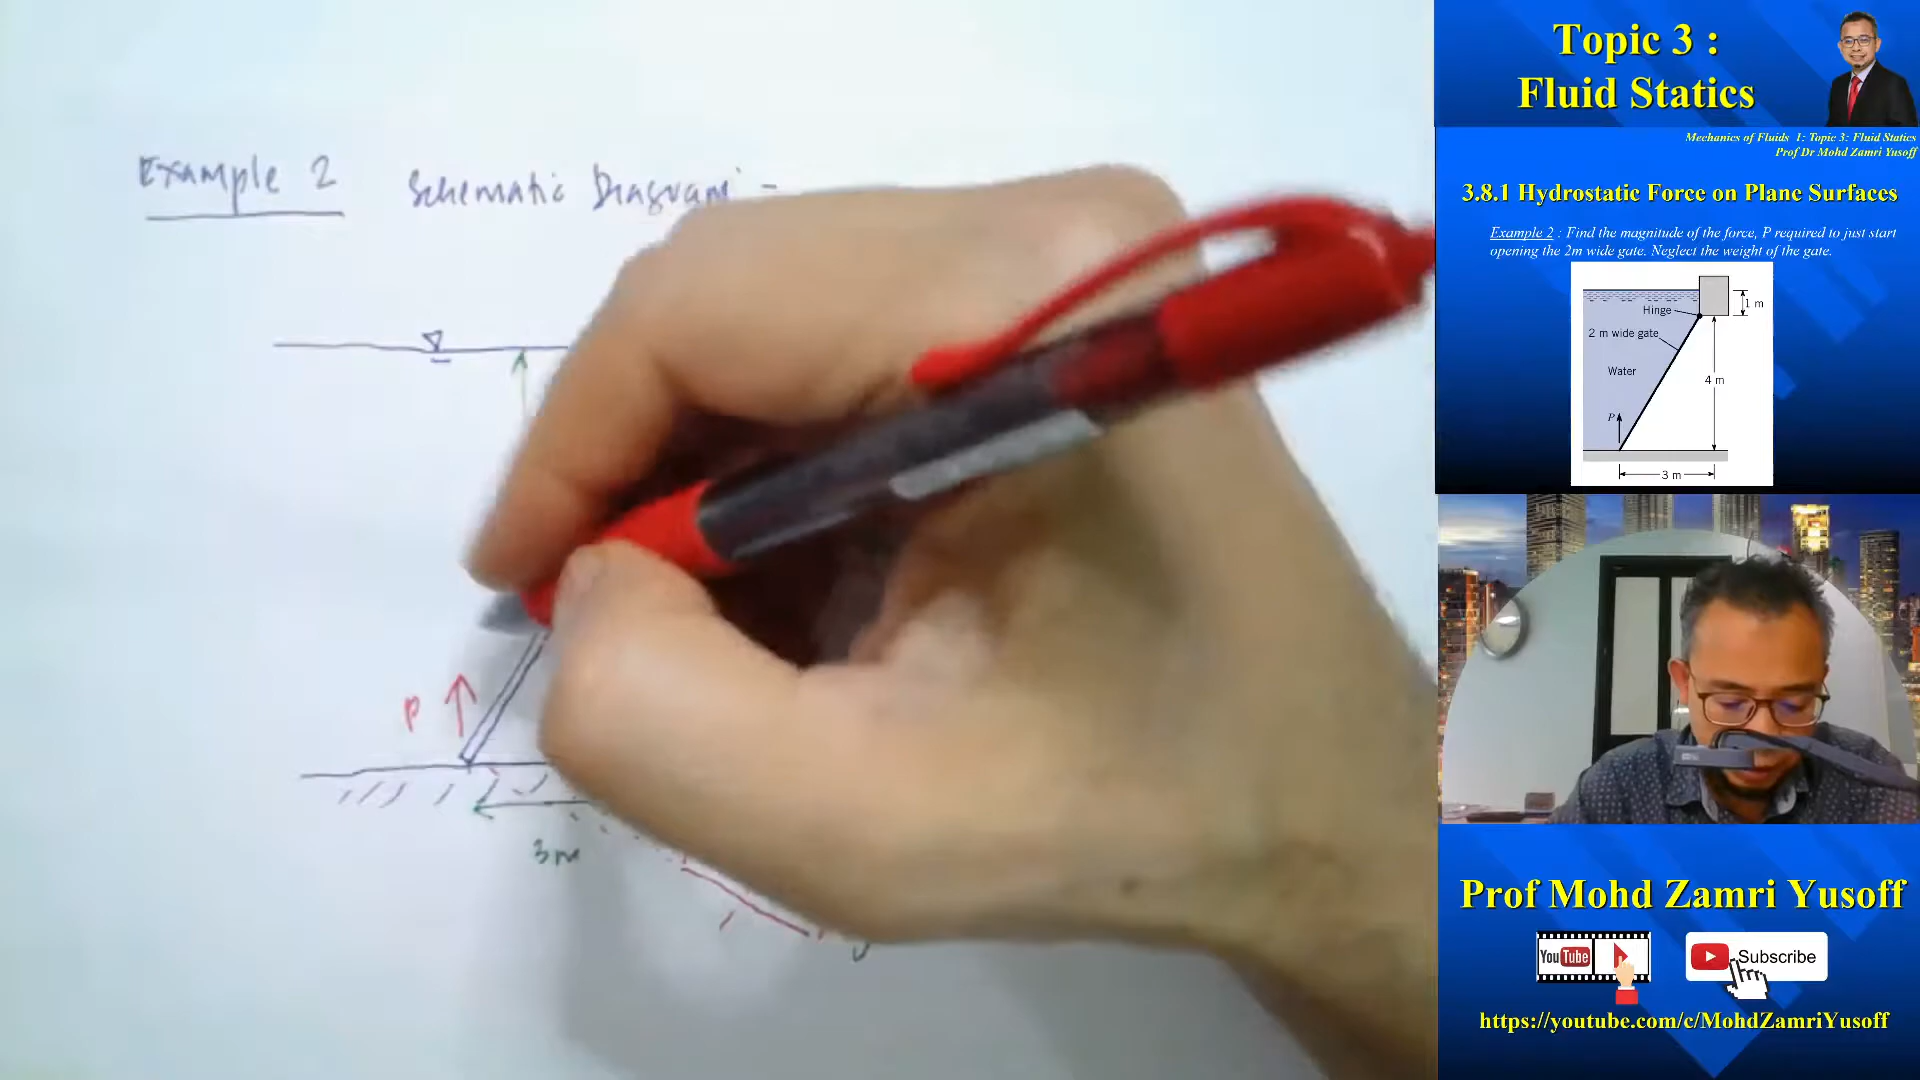 Example 2 Schematic Diagram :-
P
3m
Topic 3 :
Fluid Statics
Mechanics of Fluids 1: Topic 3: Fluid Statics
Prof Dr Mohd Zamri Yusoff
3.8.1 Hydrostatic Force on Plane Surfaces
Example 2 : Find the magnitude of the force, P required to just start
opening the 2m wide gate. Neglect the weight of the gate.
Hinge
1 m
2 m wide gate
Water
4 m
P
3 m
Prof Mohd Zamri Yusoff
YouTube
Subscribe
https://youtube.com/c/MohdZamriYusoff